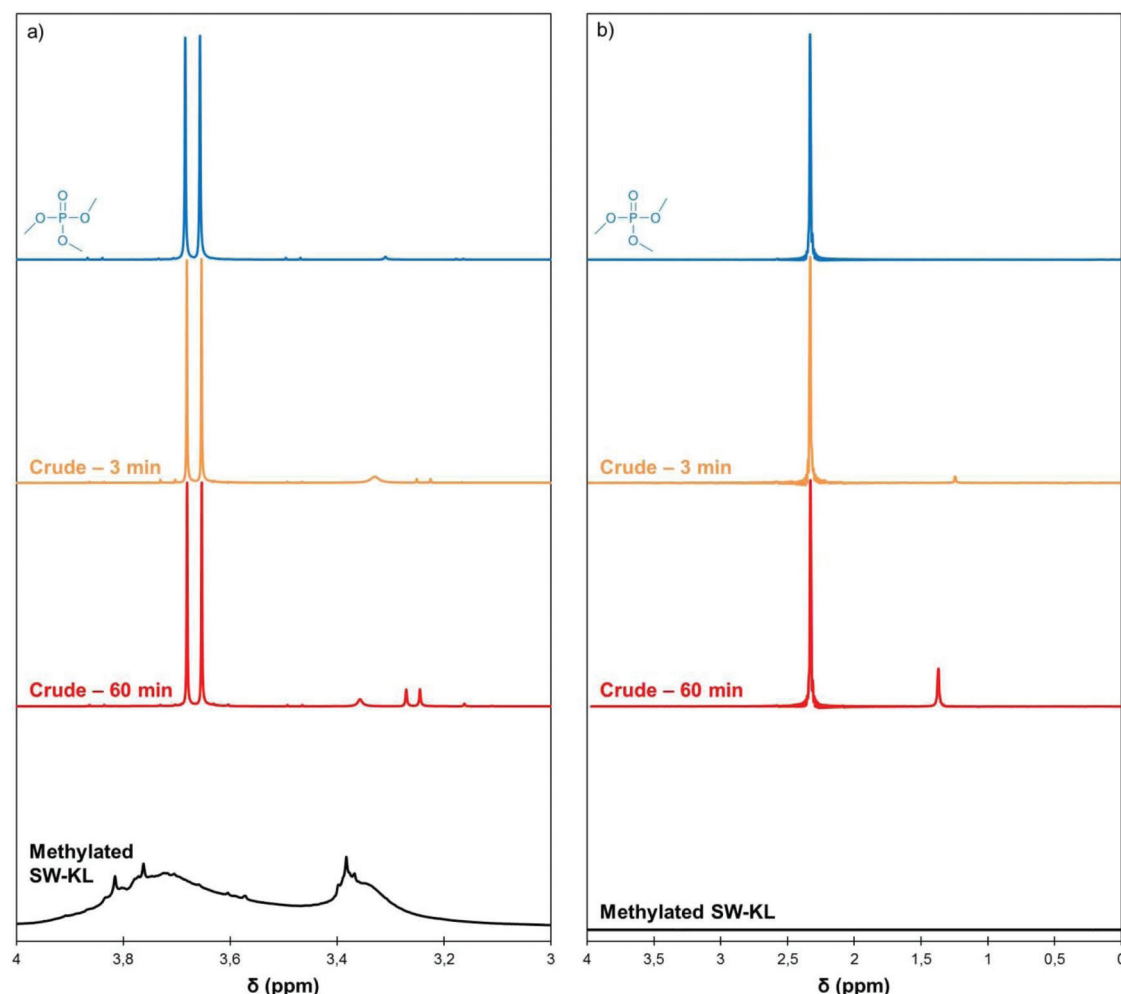 a)
O
O
P
O
O
Crude – 3 min
Crude – 60 min
Methylated
SW-KL
4
3,8
3,6
3,4
3,2
3
δ (ppm)
b)
O
O
P
O
O
Crude – 3 min
Crude – 60 min
Methylated SW-KL
4
3,5
3
2,5
2
1,5
1
0,5
0
δ (ppm)